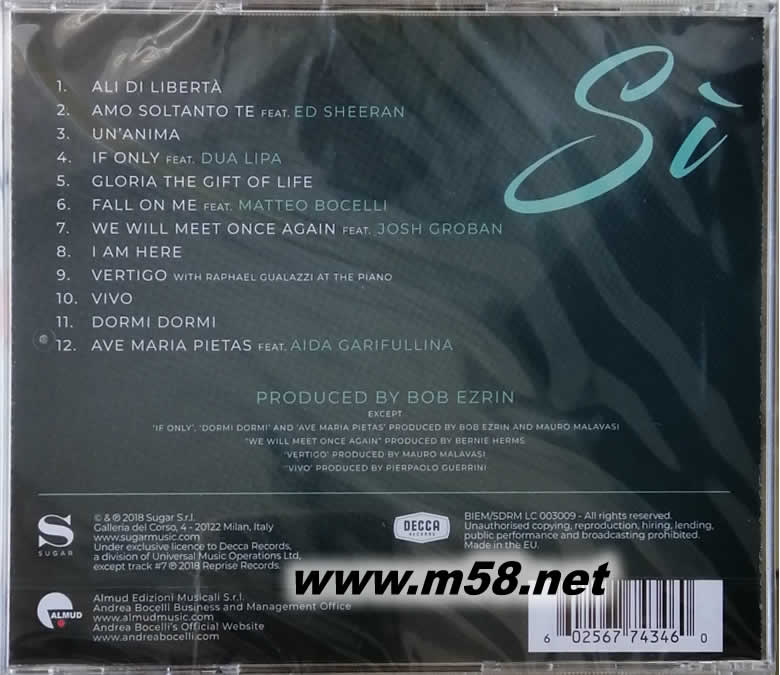 Sì
1. ALI DI LIBERTÀ
2. AMO SOLTANTO TE FEAT. ED SHEERAN
3. UN'ANIMA
4. IF ONLY FEAT. DUA LIPA
5. GLORIA THE GIFT OF LIFE
6. FALL ON ME FEAT. MATTEO BOCELLI
7. WE WILL MEET ONCE AGAIN FEAT. JOSH GROBAN
8. I AM HERE
9. VERTIGO WITH RAPHAEL GUALAZZI AT THE PIANO
10. VIVO
11. DORMI DORMI
12. AVE MARIA PIETAS FEAT. AIDA GARIFULLINA
PRODUCED BY BOB EZRIN
EXCEPT
'IF ONLY', 'DORMI DORMI' AND 'AVE MARIA PIETAS' PRODUCED BY BOB EZRIN AND MAURO MALAVASI
"WE WILL MEET ONCE AGAIN" PRODUCED BY BERNIE HERMS
'VERTIGO' PRODUCED BY MAURO MALAVASI
'VIVO' PRODUCED BY PIERPAOLO GUERRINI
S
SUGAR
© & ℗ 2018 Sugar S.r.l.
Galleria del Corso, 4 - 20122 Milan, Italy
www.sugarmusic.com
Under exclusive licence to Decca Records,
a division of Universal Music Operations Ltd,
except track #7 ℗ 2018 Reprise Records.
DECCA
RECORDS
BIEM/SDRM LC 003009 - All rights reserved.
Unauthorised copying, reproduction, hiring, lending,
public performance and broadcasting prohibited.
Made in the EU.
www.m58.net
ALMUD
Almud Edizioni Musicali S.r.l.
Andrea Bocelli Business and Management Office
www.almudmusic.com
Andrea Bocelli's Official Website
www.andreabocelli.com
6 02567 74346 0